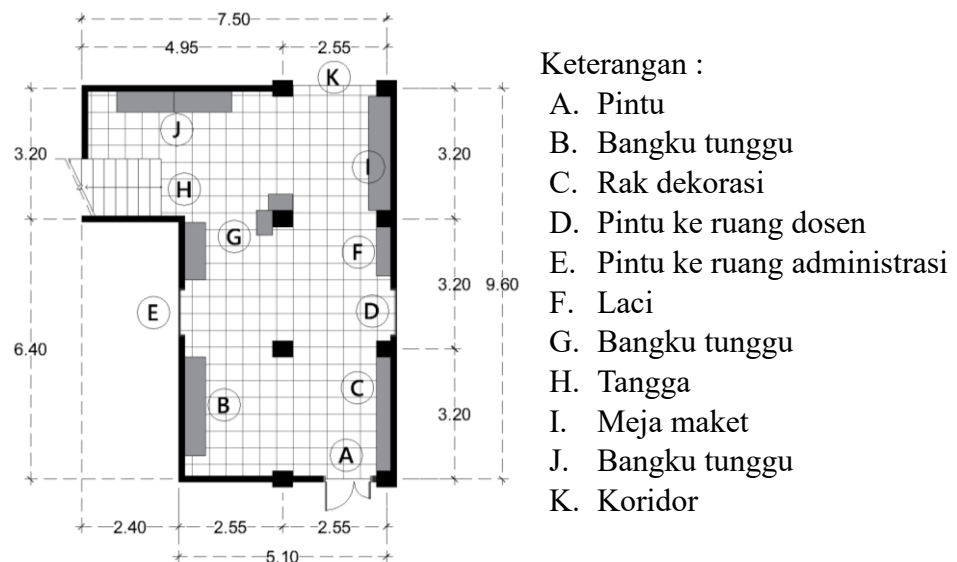 7.50
4.95 2.55
K
J
3.20
I
3.20
H
G
F
E
D
3.20 9.60
6.40
B
C
3.20
A
2.40 2.55 2.55
5.10
Keterangan :
A. Pintu
B. Bangku tunggu
C. Rak dekorasi
D. Pintu ke ruang dosen
E. Pintu ke ruang administrasi
F. Laci
G. Bangku tunggu
H. Tangga
I. Meja maket
J. Bangku tunggu
K. Koridor